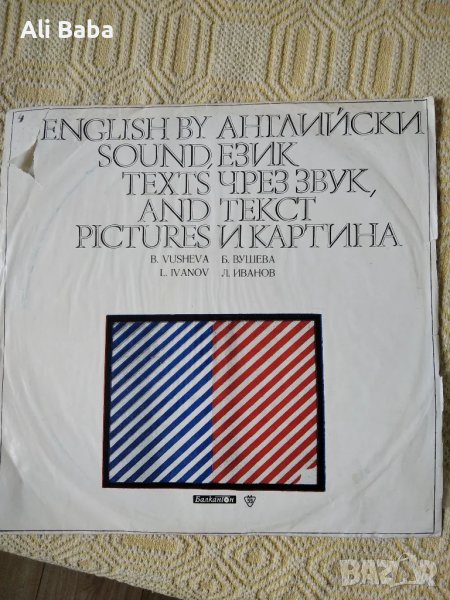 Ali Baba
ENGLISH BY АНГЛИЙСКИ
SOUND, ЕЗИК
TEXTS ЧРЕЗ ЗВУК,
AND ТЕКСТ
PICTURES И КАРТИНА
B. VUSHEVA Б. ВУШЕВА
L. IVANOV Л. ИВАНОВ
Балкантон
BAZAR